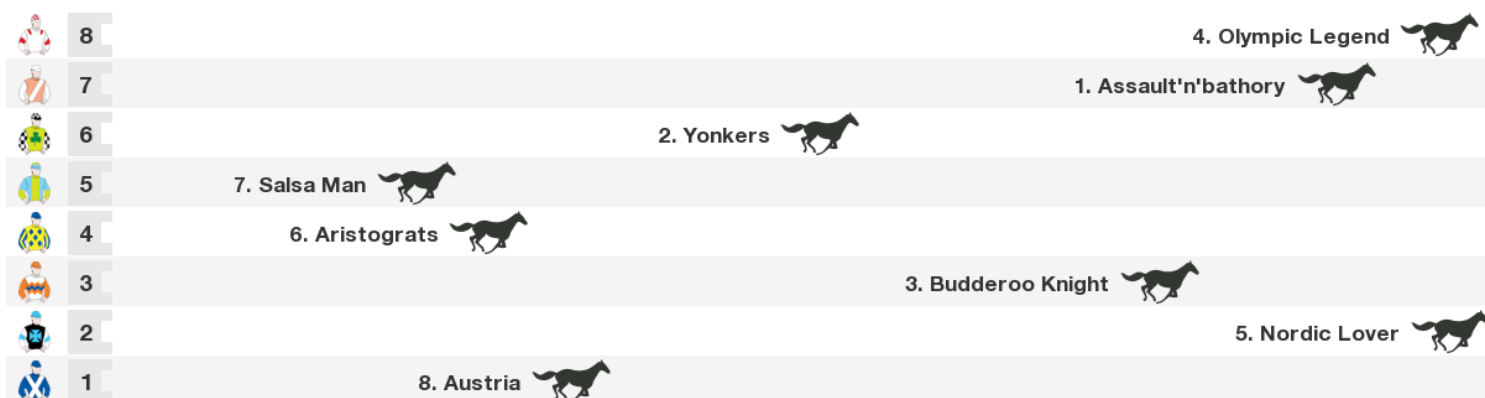 8 4. Olympic Legend
7 1. Assault'n'bathory
6 2. Yonkers
5 7. Salsa Man
4 6. Aristograts
3 3. Budderoo Knight
2 5. Nordic Lover
1 8. Austria